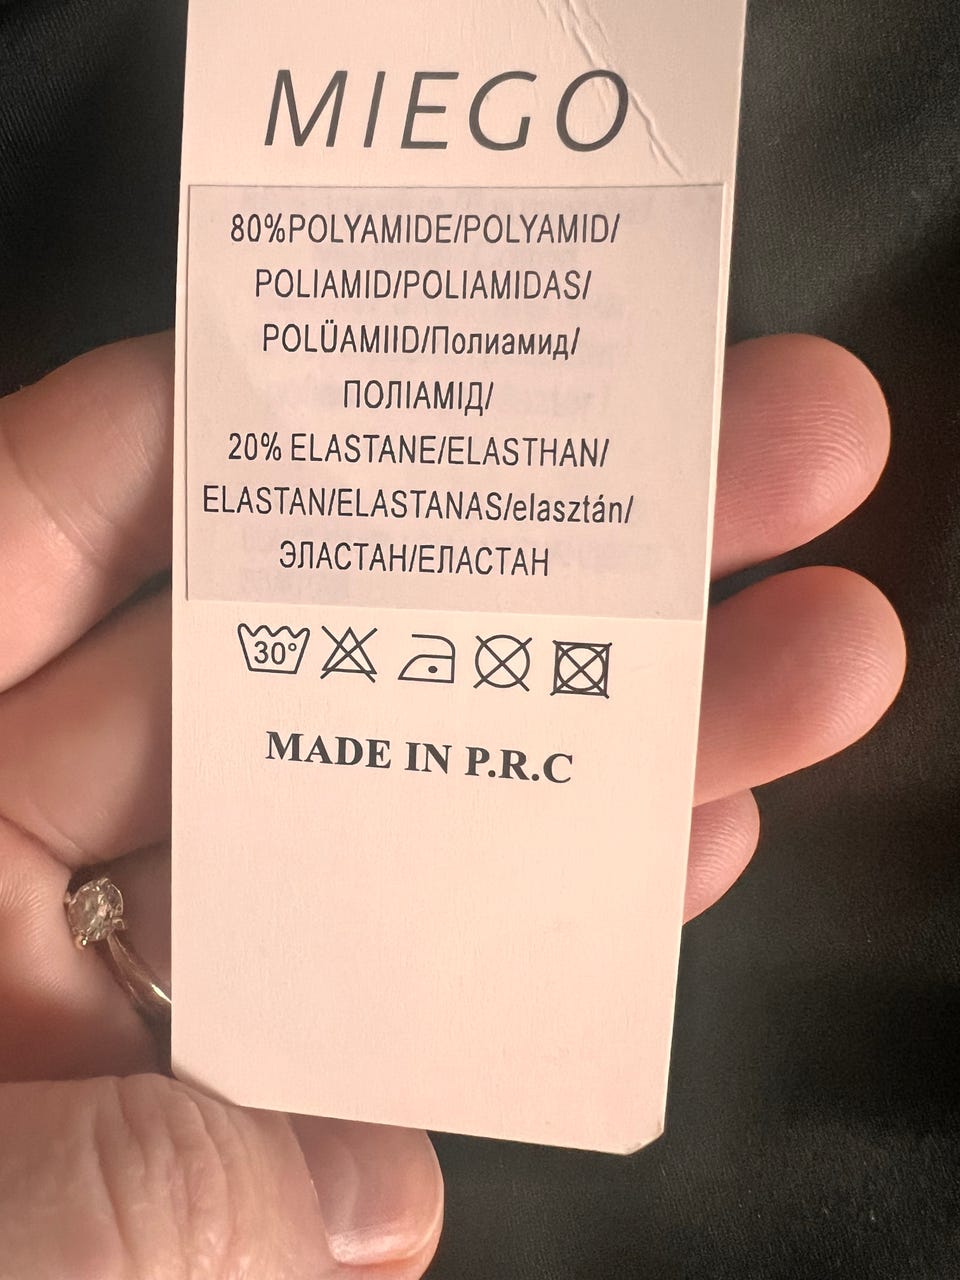 MIEGO
80%POLYAMIDE/POLYAMID/
POLIAMID/POLIAMIDAS/
POLÜAMIID/Полиамид/
ПОЛІАМІД/
20% ELASTANE/ELASTHAN/
ELASTAN/ELASTANAS/elasztán/
ЭЛАСТАН/ЕЛАСТАН
30°
MADE IN P.R.C